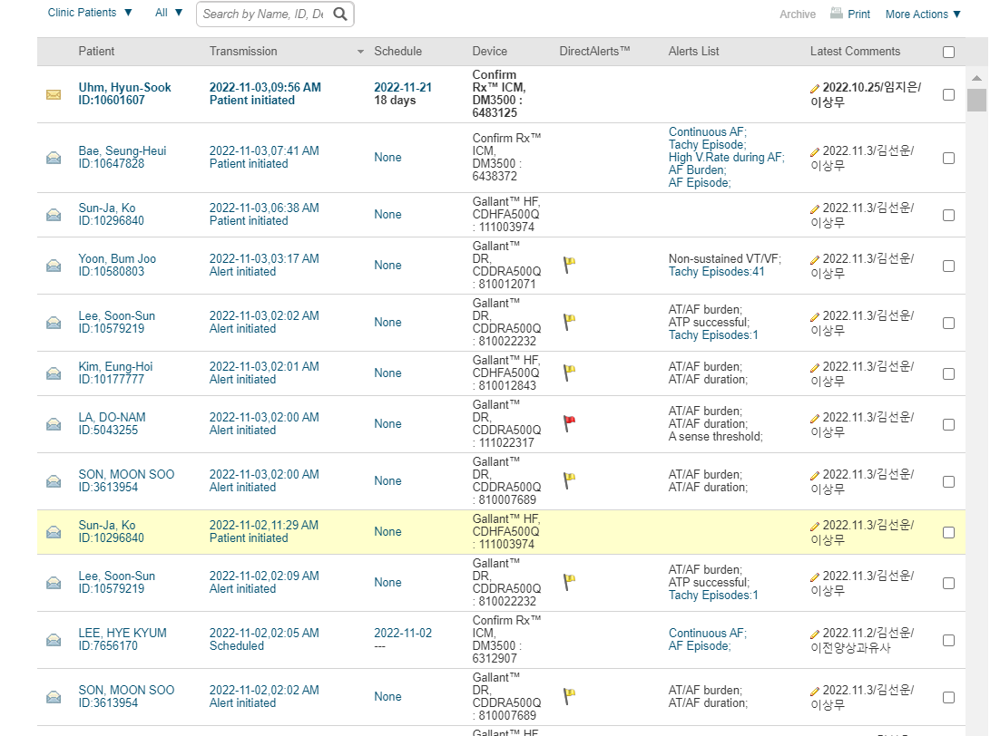 Clinic Patients ▼ All ▼ Search by Name, ID, De Archive Print More Actions ▼
Patient Transmission Schedule Device DirectAlerts™ Alerts List Latest Comments
Uhm, Hyun-Sook
ID:10601607
2022-11-03,09:56 AM
Patient initiated
2022-11-21
18 days
Confirm
Rx™ ICM,
DM3500 :
6483125
2022.10.25/임지은/
이상무
Bae, Seung-Heui
ID:10647828
2022-11-03,07:41 AM
Patient initiated
None
Confirm Rx™
ICM,
DM3500 :
6438372
Continuous AF;
Tachy Episode;
High V.Rate during AF;
AF Burden;
AF Episode;
2022.11.3/김선운/
이상무
Sun-Ja, Ko
ID:10296840
2022-11-03,06:38 AM
Patient initiated
None
Gallant™ HF,
CDHFA500Q
: 111003974
2022.11.3/김선운/
이상무
Yoon, Bum Joo
ID:10580803
2022-11-03,03:17 AM
Alert initiated
None
Gallant™
DR,
CDDRA500Q
: 810012071
Non-sustained VT/VF;
Tachy Episodes:41
2022.11.3/김선운/
이상무
Lee, Soon-Sun
ID:10579219
2022-11-03,02:02 AM
Alert initiated
None
Gallant™
DR,
CDDRA500Q
: 810022232
AT/AF burden;
ATP successful;
Tachy Episodes:1
2022.11.3/김선운/
이상무
Kim, Eung-Hoi
ID:10177777
2022-11-03,02:01 AM
Alert initiated
None
Gallant™ HF,
CDHFA500Q
: 810012843
AT/AF burden;
AT/AF duration;
2022.11.3/김선운/
이상무
LA, DO-NAM
ID:5043255
2022-11-03,02:00 AM
Alert initiated
None
Gallant™
DR,
CDDRA500Q
: 111022317
AT/AF burden;
AT/AF duration;
A sense threshold;
2022.11.3/김선운/
이상무
SON, MOON SOO
ID:3613954
2022-11-03,02:00 AM
Alert initiated
None
Gallant™
DR,
CDDRA500Q
: 810007689
AT/AF burden;
AT/AF duration;
2022.11.3/김선운/
이상무
Sun-Ja, Ko
ID:10296840
2022-11-02,11:29 AM
Patient initiated
None
Gallant™ HF,
CDHFA500Q
: 111003974
2022.11.3/김선운/
이상무
Lee, Soon-Sun
ID:10579219
2022-11-02,02:09 AM
Alert initiated
None
Gallant™
DR,
CDDRA500Q
: 810022232
AT/AF burden;
ATP successful;
Tachy Episodes:1
2022.11.3/김선운/
이상무
LEE, HYE KYUM
ID:7656170
2022-11-02,02:05 AM
Scheduled
2022-11-02
---
Confirm Rx™
ICM,
DM3500 :
6312907
Continuous AF;
AF Episode;
2022.11.2/김선운/
이전양상과유사
SON, MOON SOO
ID:3613954
2022-11-02,02:02 AM
Alert initiated
None
Gallant™
DR,
CDDRA500Q
: 810007689
AT/AF burden;
AT/AF duration;
2022.11.3/김선운/
이상무
Gallant™ HF,